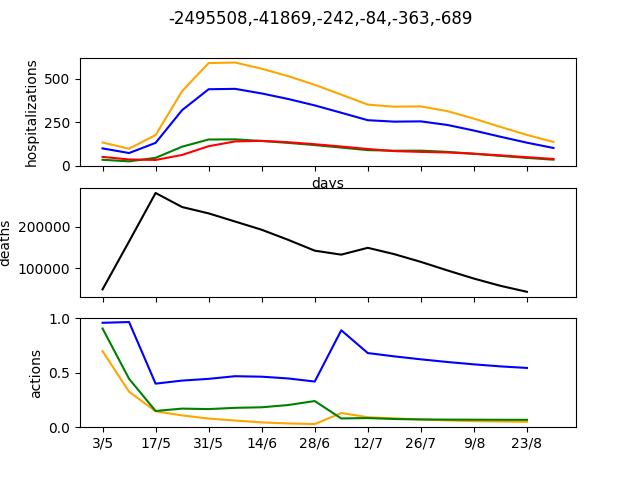 -2495508,-41869,-242,-84,-363,-689
hospitalizations
500
250
0
days
deaths
200000
100000
actions
1.0
0.5
0.0
3/5 17/5 31/5 14/6 28/6 12/7 26/7 9/8 23/8